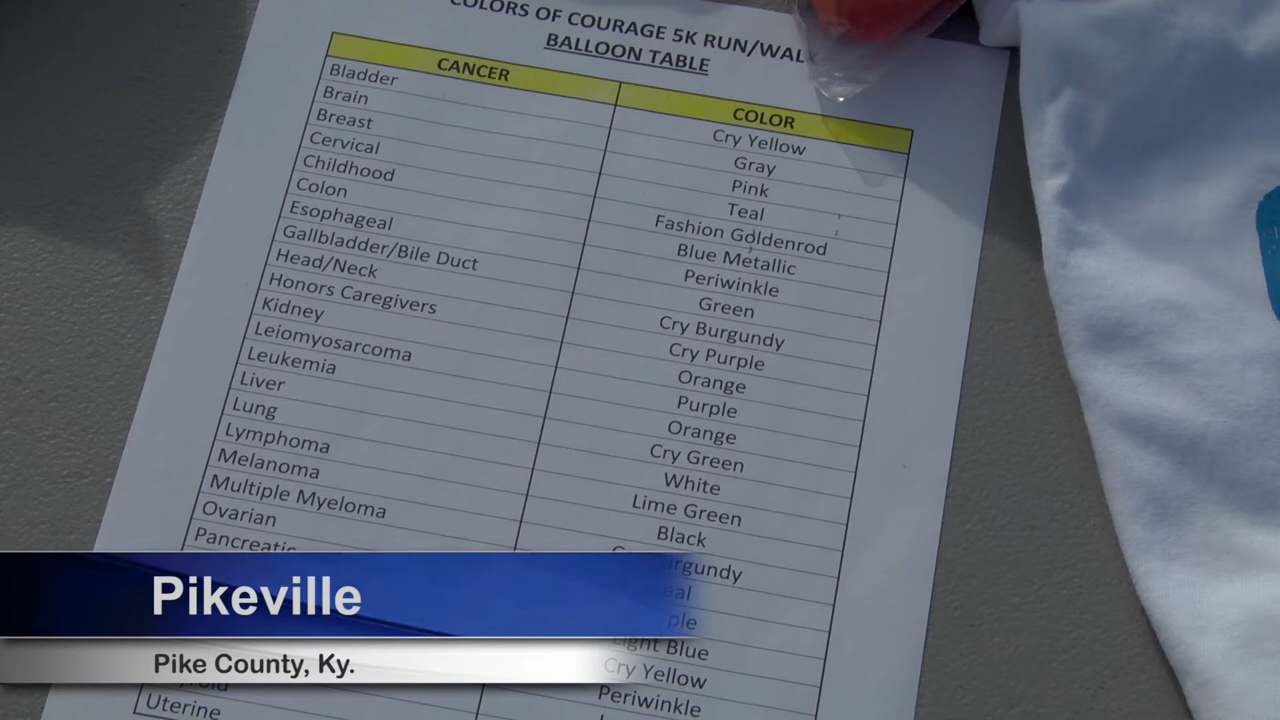 COLORS OF COURAGE 5K RUN/WALK
BALLOON TABLE
CANCER COLOR
Bladder Cry Yellow
Brain Gray
Breast Pink
Cervical Teal
Childhood Fashion Goldenrod
Colon Blue Metallic
Esophageal Periwinkle
Gallbladder/Bile Duct Green
Head/Neck Cry Burgundy
Honors Caregivers Cry Purple
Kidney Orange
Leiomyosarcoma Purple
Leukemia Orange
Liver Cry Green
Lung White
Lymphoma Lime Green
Melanoma Black
Multiple Myeloma
Ovarian
Pancreatic
Light Blue
Cry Yellow
Periwinkle
Uterine
Pikeville
Pike County, Ky.